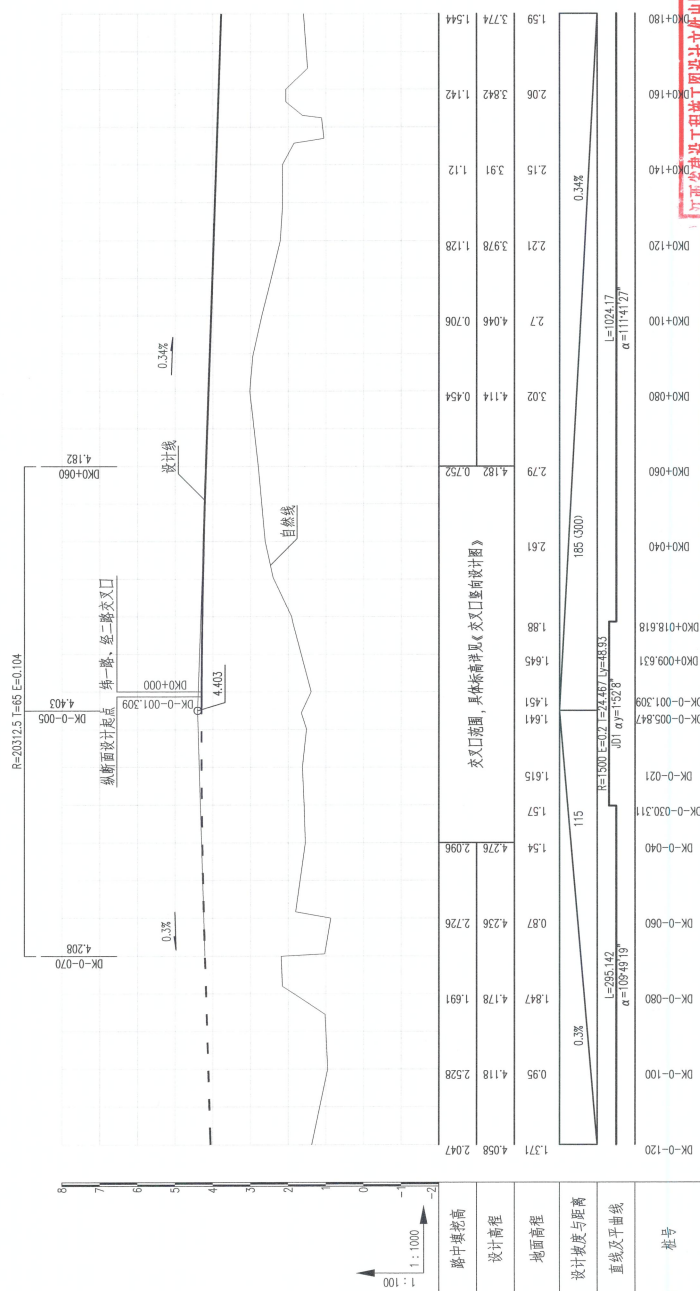 R=20312.5 T=65 E=0.104
DK-0-070
4.208
DK-0-005
4.403
DK0+060
4.182
纵断面设计起点
纬一路、经二路交叉口
DK-0-001.309
DK0+000
0.3%
4.403
设计线
自然线
0.34%
8
7
6
5
4
3
2
1
0
-1
-2
1:100
1:1000
路中填挖高
2.047 2.528 1.691 2.726 2.096 0.752 0.454 0.706 1.128 1.12 1.142 1.544
交叉口范围,具体标高详见《交叉口竖向设计图》
设计高程
4.058 4.118 4.178 4.236 4.276 4.182 4.114 4.046 3.978 3.91 3.842 3.774
地面高程
1.371 0.95 1.847 0.87 1.54 1.57 1.615 1.641 1.451 1.645 1.88 2.61 2.79 3.02 2.7 2.21 2.15 2.06 1.59
设计坡度与距离
0.3% 115 185 (300) 0.34%
直线及平曲线
L=295.142
α=109°49'19"
R=1500 E=0.2 T=24.467 Ly=48.93
JD1 αy=1°52'8"
L=1024.17
α=111°41'27"
桩号
DK-0-120 DK-0-100 DK-0-080 DK-0-060 DK-0-040 DK-0-030.311 DK-0-021 DK-0-005.847 DK-0-001.309 DK0+009.631 DK0+018.618 DK0+040 DK0+060 DK0+080 DK0+100 DK0+120 DK0+140 DK0+160 DK0+180